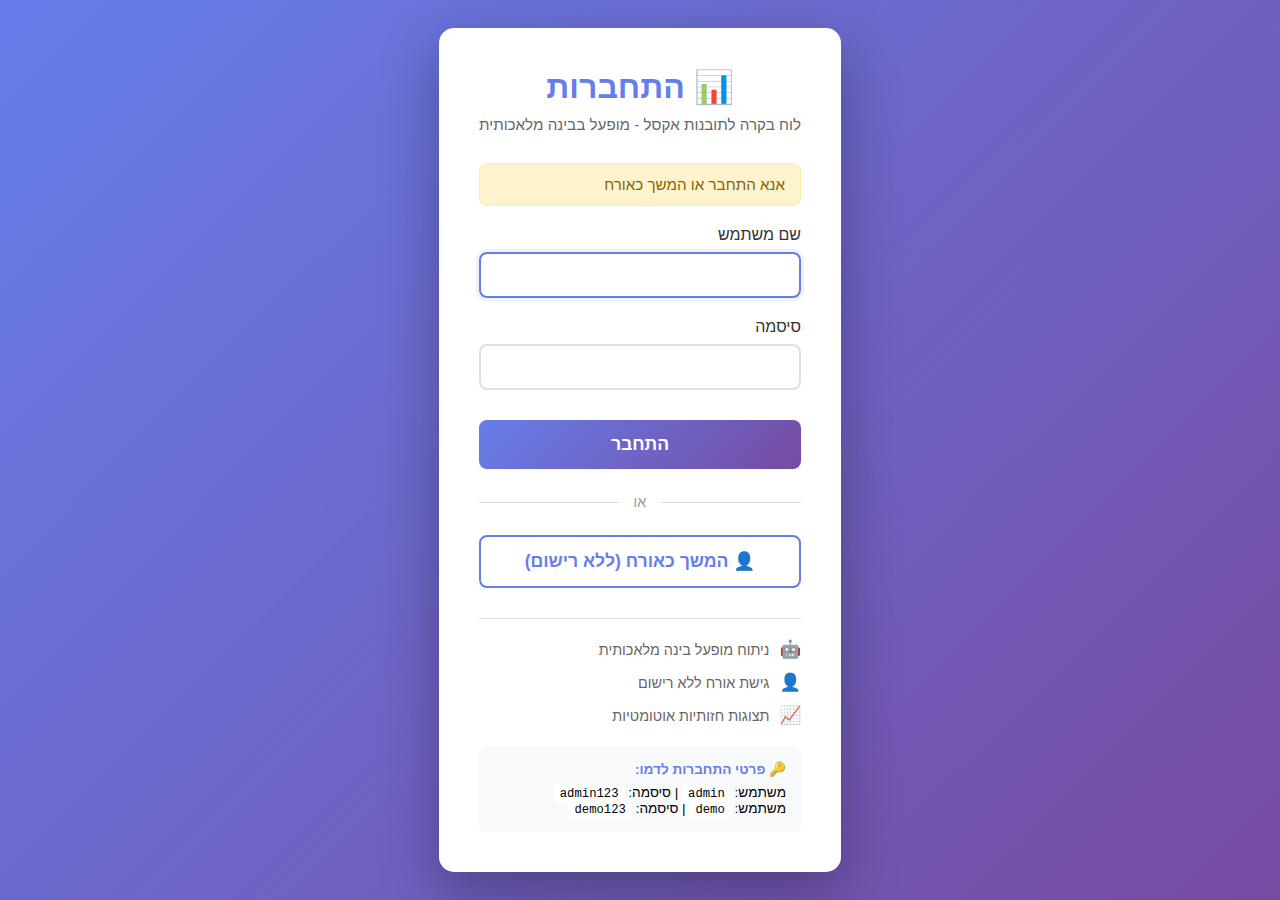 📊 התחברות
לוח בקרה לתובנות אקסל - מופעל בבינה מלאכותית
אנא התחבר או המשך כאורח
שם משתמש
סיסמה
התחבר
או
👤 המשך כאורח (ללא רישום)
🤖 ניתוח מופעל בינה מלאכותית
👤 גישת אורח ללא רישום
📈 תצוגות חזותיות אוטומטיות
🔑 פרטי התחברות לדמו:
משתמש: admin | סיסמה: admin123
משתמש: demo | סיסמה: demo123